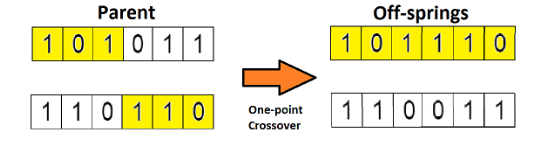 Parent
Off-springs
1 0 1 0 1 1
1 0 1 1 1 0
One-point
Crossover
1 1 0 1 1 0
1 1 0 0 1 1